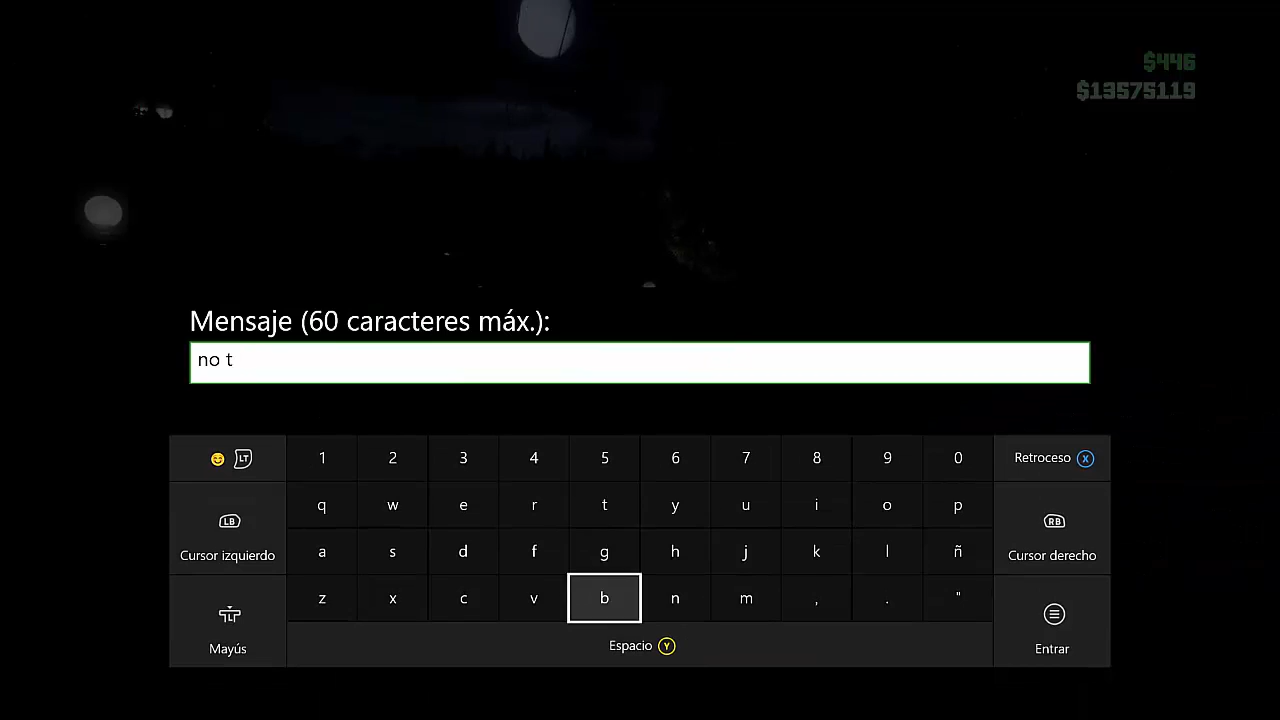 $446
$13575119
Mensaje (60 caracteres máx.):
no t
LT 1 2 3 4 5 6 7 8 9 0 Retroceso X
q w e r t y u i o p
LB RB
Cursor izquierdo a s d f g h j k l ñ Cursor derecho
z x c v b n m , . "
Mayús Espacio Y Entrar